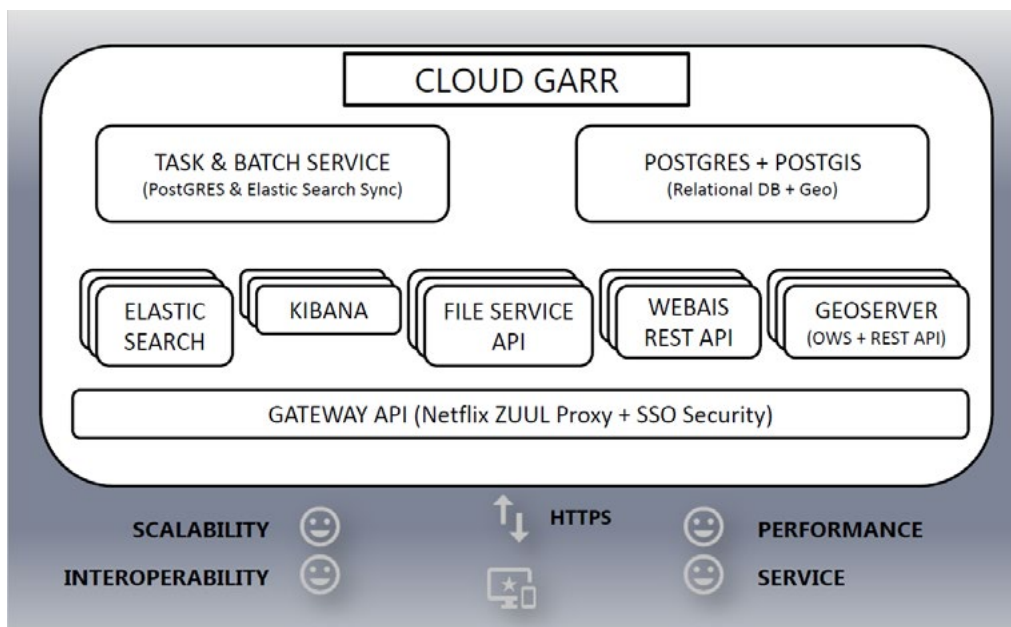 CLOUD GARR
TASK & BATCH SERVICE
(PostGRES & Elastic Search Sync)
POSTGRES + POSTGIS
(Relational DB + Geo)
ELASTIC
SEARCH
KIBANA
FILE SERVICE
API
WEBAIS
REST API
GEOSERVER
(OWS + REST API)
GATEWAY API (Netflix ZUUL Proxy + SSO Security)
SCALABILITY
HTTPS
PERFORMANCE
INTEROPERABILITY
SERVICE